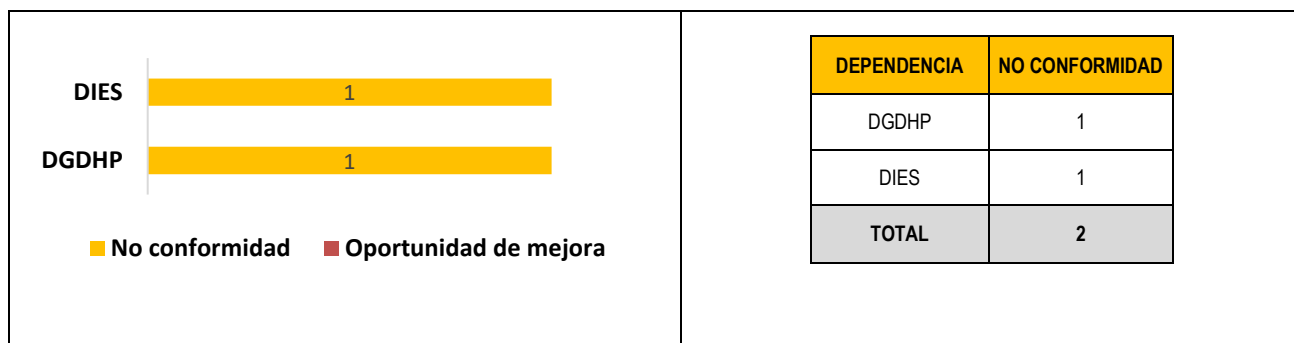 DIES 1
DGDHP 1
No conformidad Oportunidad de mejora
DEPENDENCIA NO CONFORMIDAD
DGDHP 1
DIES 1
TOTAL 2